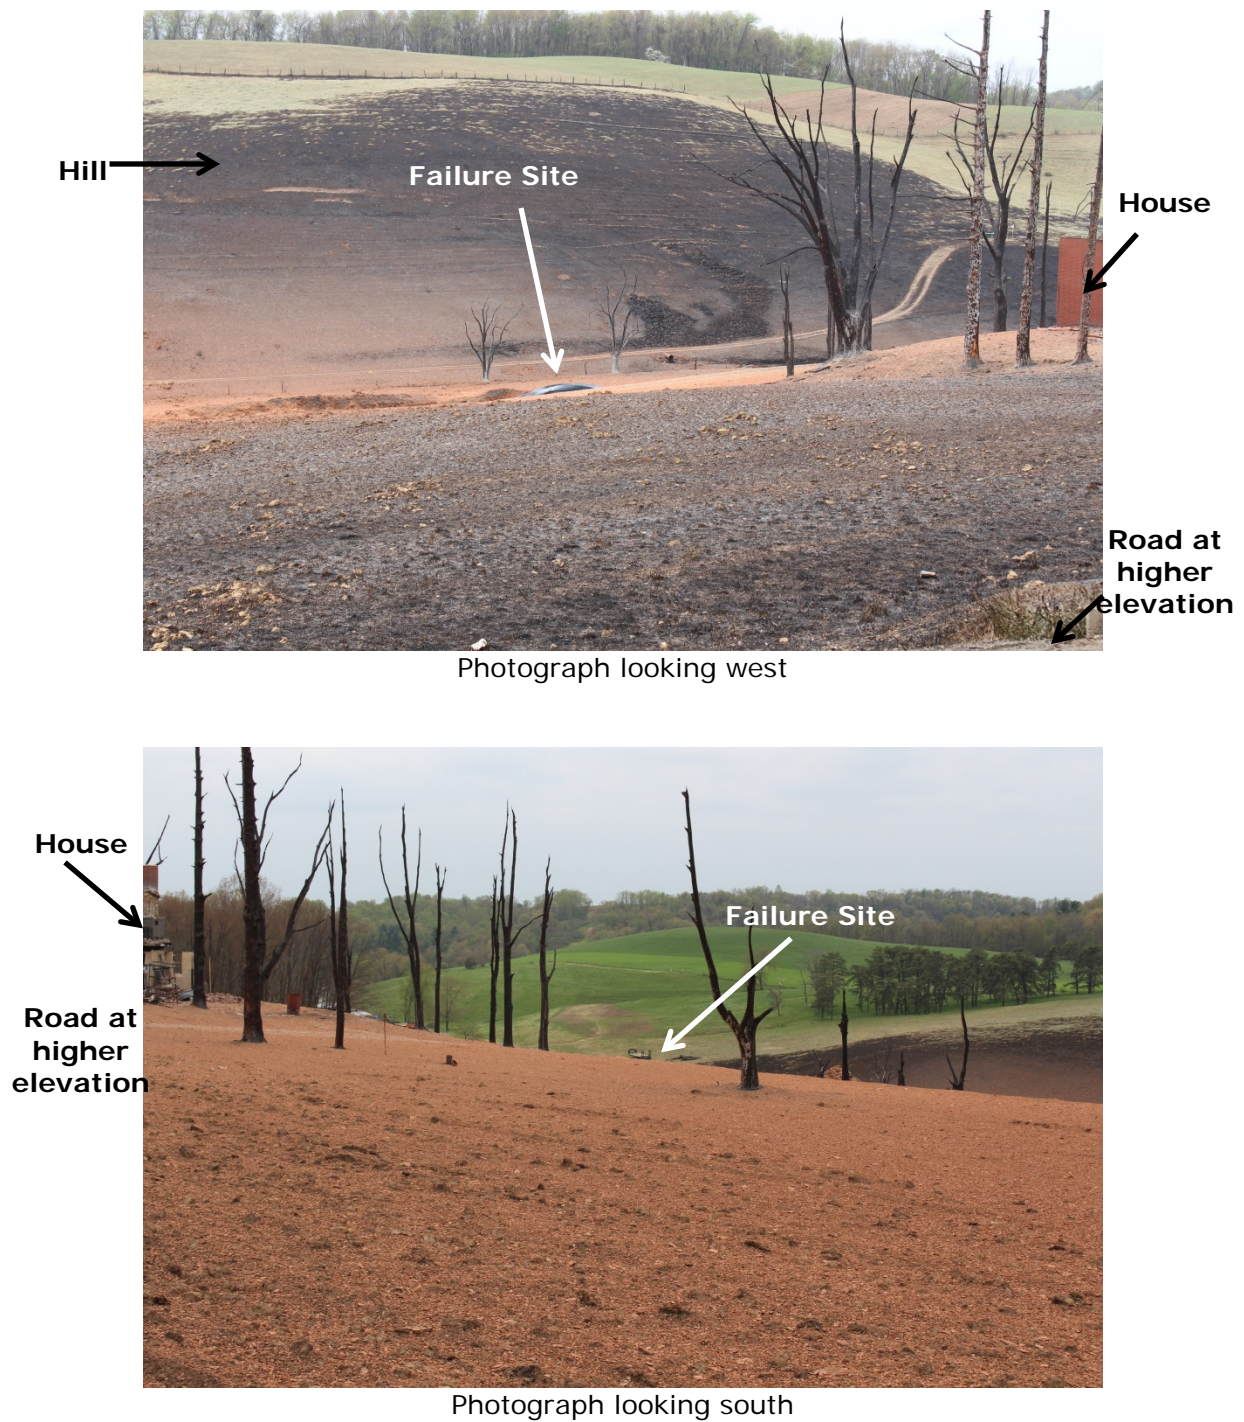 Hill
Failure Site
House
Road at
higher
elevation
Photograph looking west
House
Failure Site
Road at
higher
elevation
Photograph looking south